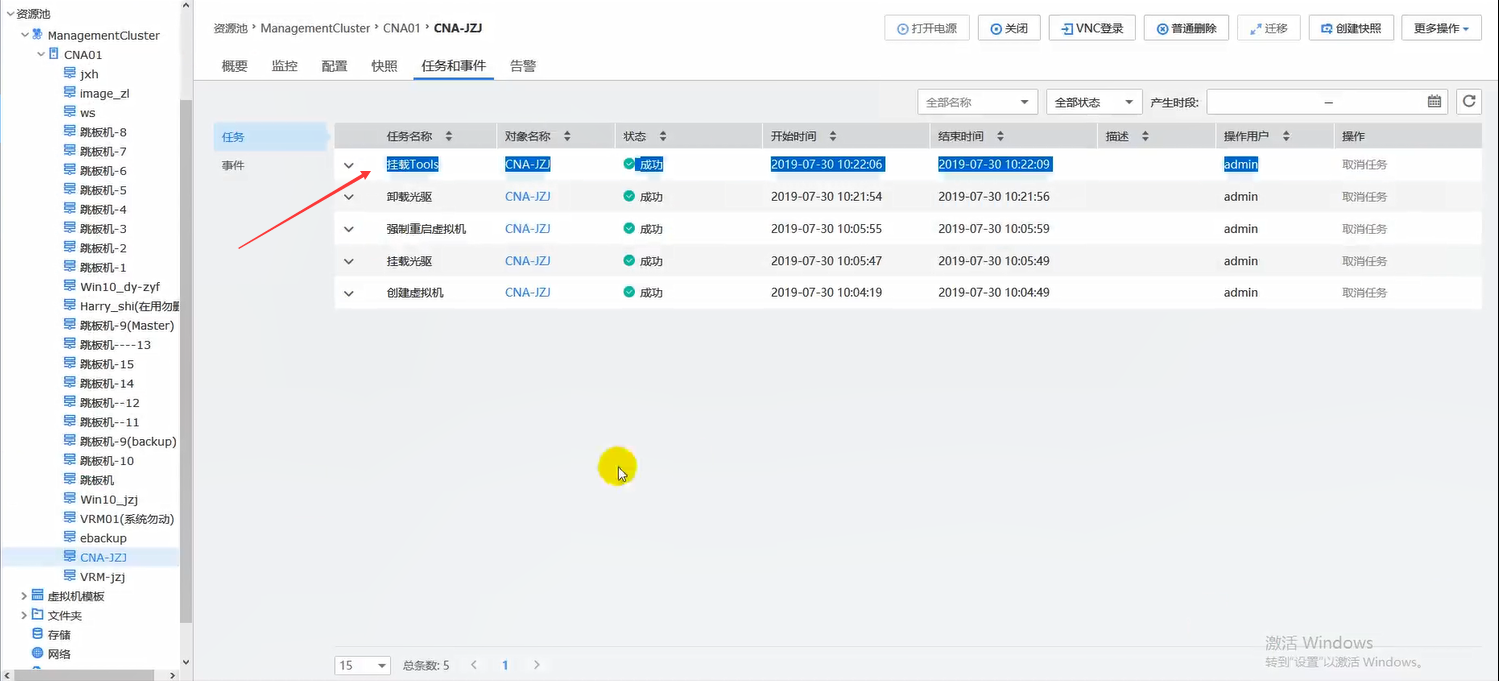 资源池
ManagementCluster
CNA01
jxh
image_zl
ws
跳板机-8
跳板机-7
跳板机-6
跳板机-5
跳板机-4
跳板机-3
跳板机-2
跳板机-1
Win10_dy-zyf
Harry_shi(在用勿删
跳板机-9(Master)
跳板机----13
跳板机-15
跳板机-14
跳板机--12
跳板机--11
跳板机-9(backup)
跳板机-10
跳板机
Win10_jzj
VRM01(系统勿动)
ebackup
CNA-JZJ
VRM-jzj
虚拟机模板
文件夹
存储
网络
资源池 › ManagementCluster › CNA01 › CNA-JZJ
打开电源 关闭 VNC登录 普通删除 迁移 创建快照 更多操作
概要 监控 配置 快照 任务和事件 告警
全部名称 全部状态 产生时段: –
任务
事件
任务名称 对象名称 状态 开始时间 结束时间 描述 操作用户 操作
挂载Tools CNA-JZJ 成功 2019-07-30 10:22:06 2019-07-30 10:22:09 admin 取消任务
卸载光驱 CNA-JZJ 成功 2019-07-30 10:21:54 2019-07-30 10:21:56 admin 取消任务
强制重启虚拟机 CNA-JZJ 成功 2019-07-30 10:05:55 2019-07-30 10:05:59 admin 取消任务
挂载光驱 CNA-JZJ 成功 2019-07-30 10:05:47 2019-07-30 10:05:49 admin 取消任务
创建虚拟机 CNA-JZJ 成功 2019-07-30 10:04:19 2019-07-30 10:04:49 admin 取消任务
15 总条数: 5 < 1 >
激活 Windows
转到"设置"以激活 Windows。